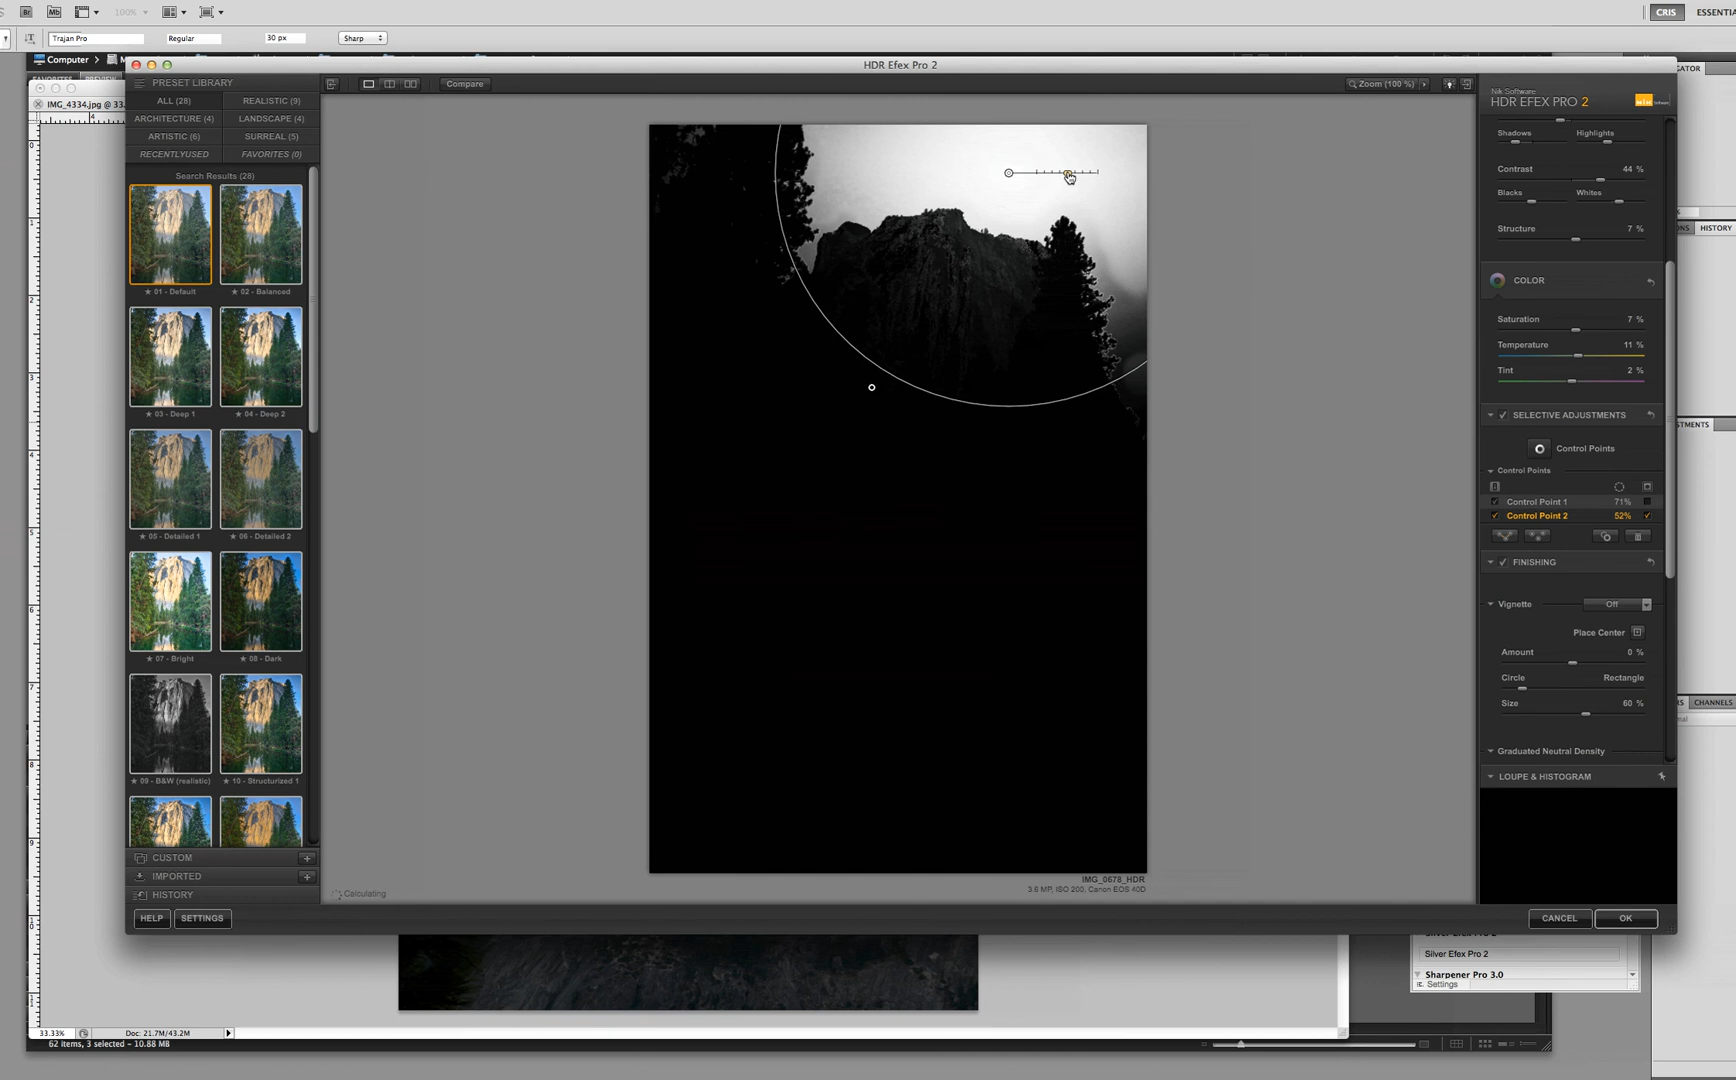 Br Mb 100% CRIS ESSENTIA
Trajan Pro Regular 30 px Sharp
Computer
FAVORITES PREVIEW
IMG_4334.jpg @ 33.
HDR Efex Pro 2
PRESET LIBRARY
ALL (28) REALISTIC (9)
ARCHITECTURE (4) LANDSCAPE (4)
ARTISTIC (6) SURREAL (5)
RECENTLYUSED FAVORITES (0)
Search Results (28)
★ 01 - Default ★ 02 - Balanced
★ 03 - Deep 1 ★ 04 - Deep 2
★ 05 - Detailed 1 ★ 06 - Detailed 2
★ 07 - Bright ★ 08 - Dark
★ 09 - B&W (realistic) ★ 10 - Structurized 1
CUSTOM
IMPORTED
HISTORY
HELP SETTINGS
Compare
Zoom (100 %)
Calculating
IMG_0678_HDR
3.6 MP, ISO 200, Canon EOS 40D
Nik Software
HDR EFEX PRO 2
Shadows Highlights
Contrast 44 %
Blacks Whites
Structure 7 %
COLOR
Saturation 7 %
Temperature 11 %
Tint 2 %
SELECTIVE ADJUSTMENTS
Control Points
Control Points
Control Point 1 71%
Control Point 2 52%
FINISHING
Vignette Off
Place Center
Amount 0 %
Circle Rectangle
Size 60 %
Graduated Neutral Density
LOUPE & HISTOGRAM
CANCEL OK
GATOR
ONS HISTORY
STMENTS
RS CHANNELS
Silver Efex Pro 2
Sharpener Pro 3.0
Settings
33.33% Doc: 21.7M/43.2M
62 items, 3 selected - 10.88 MB